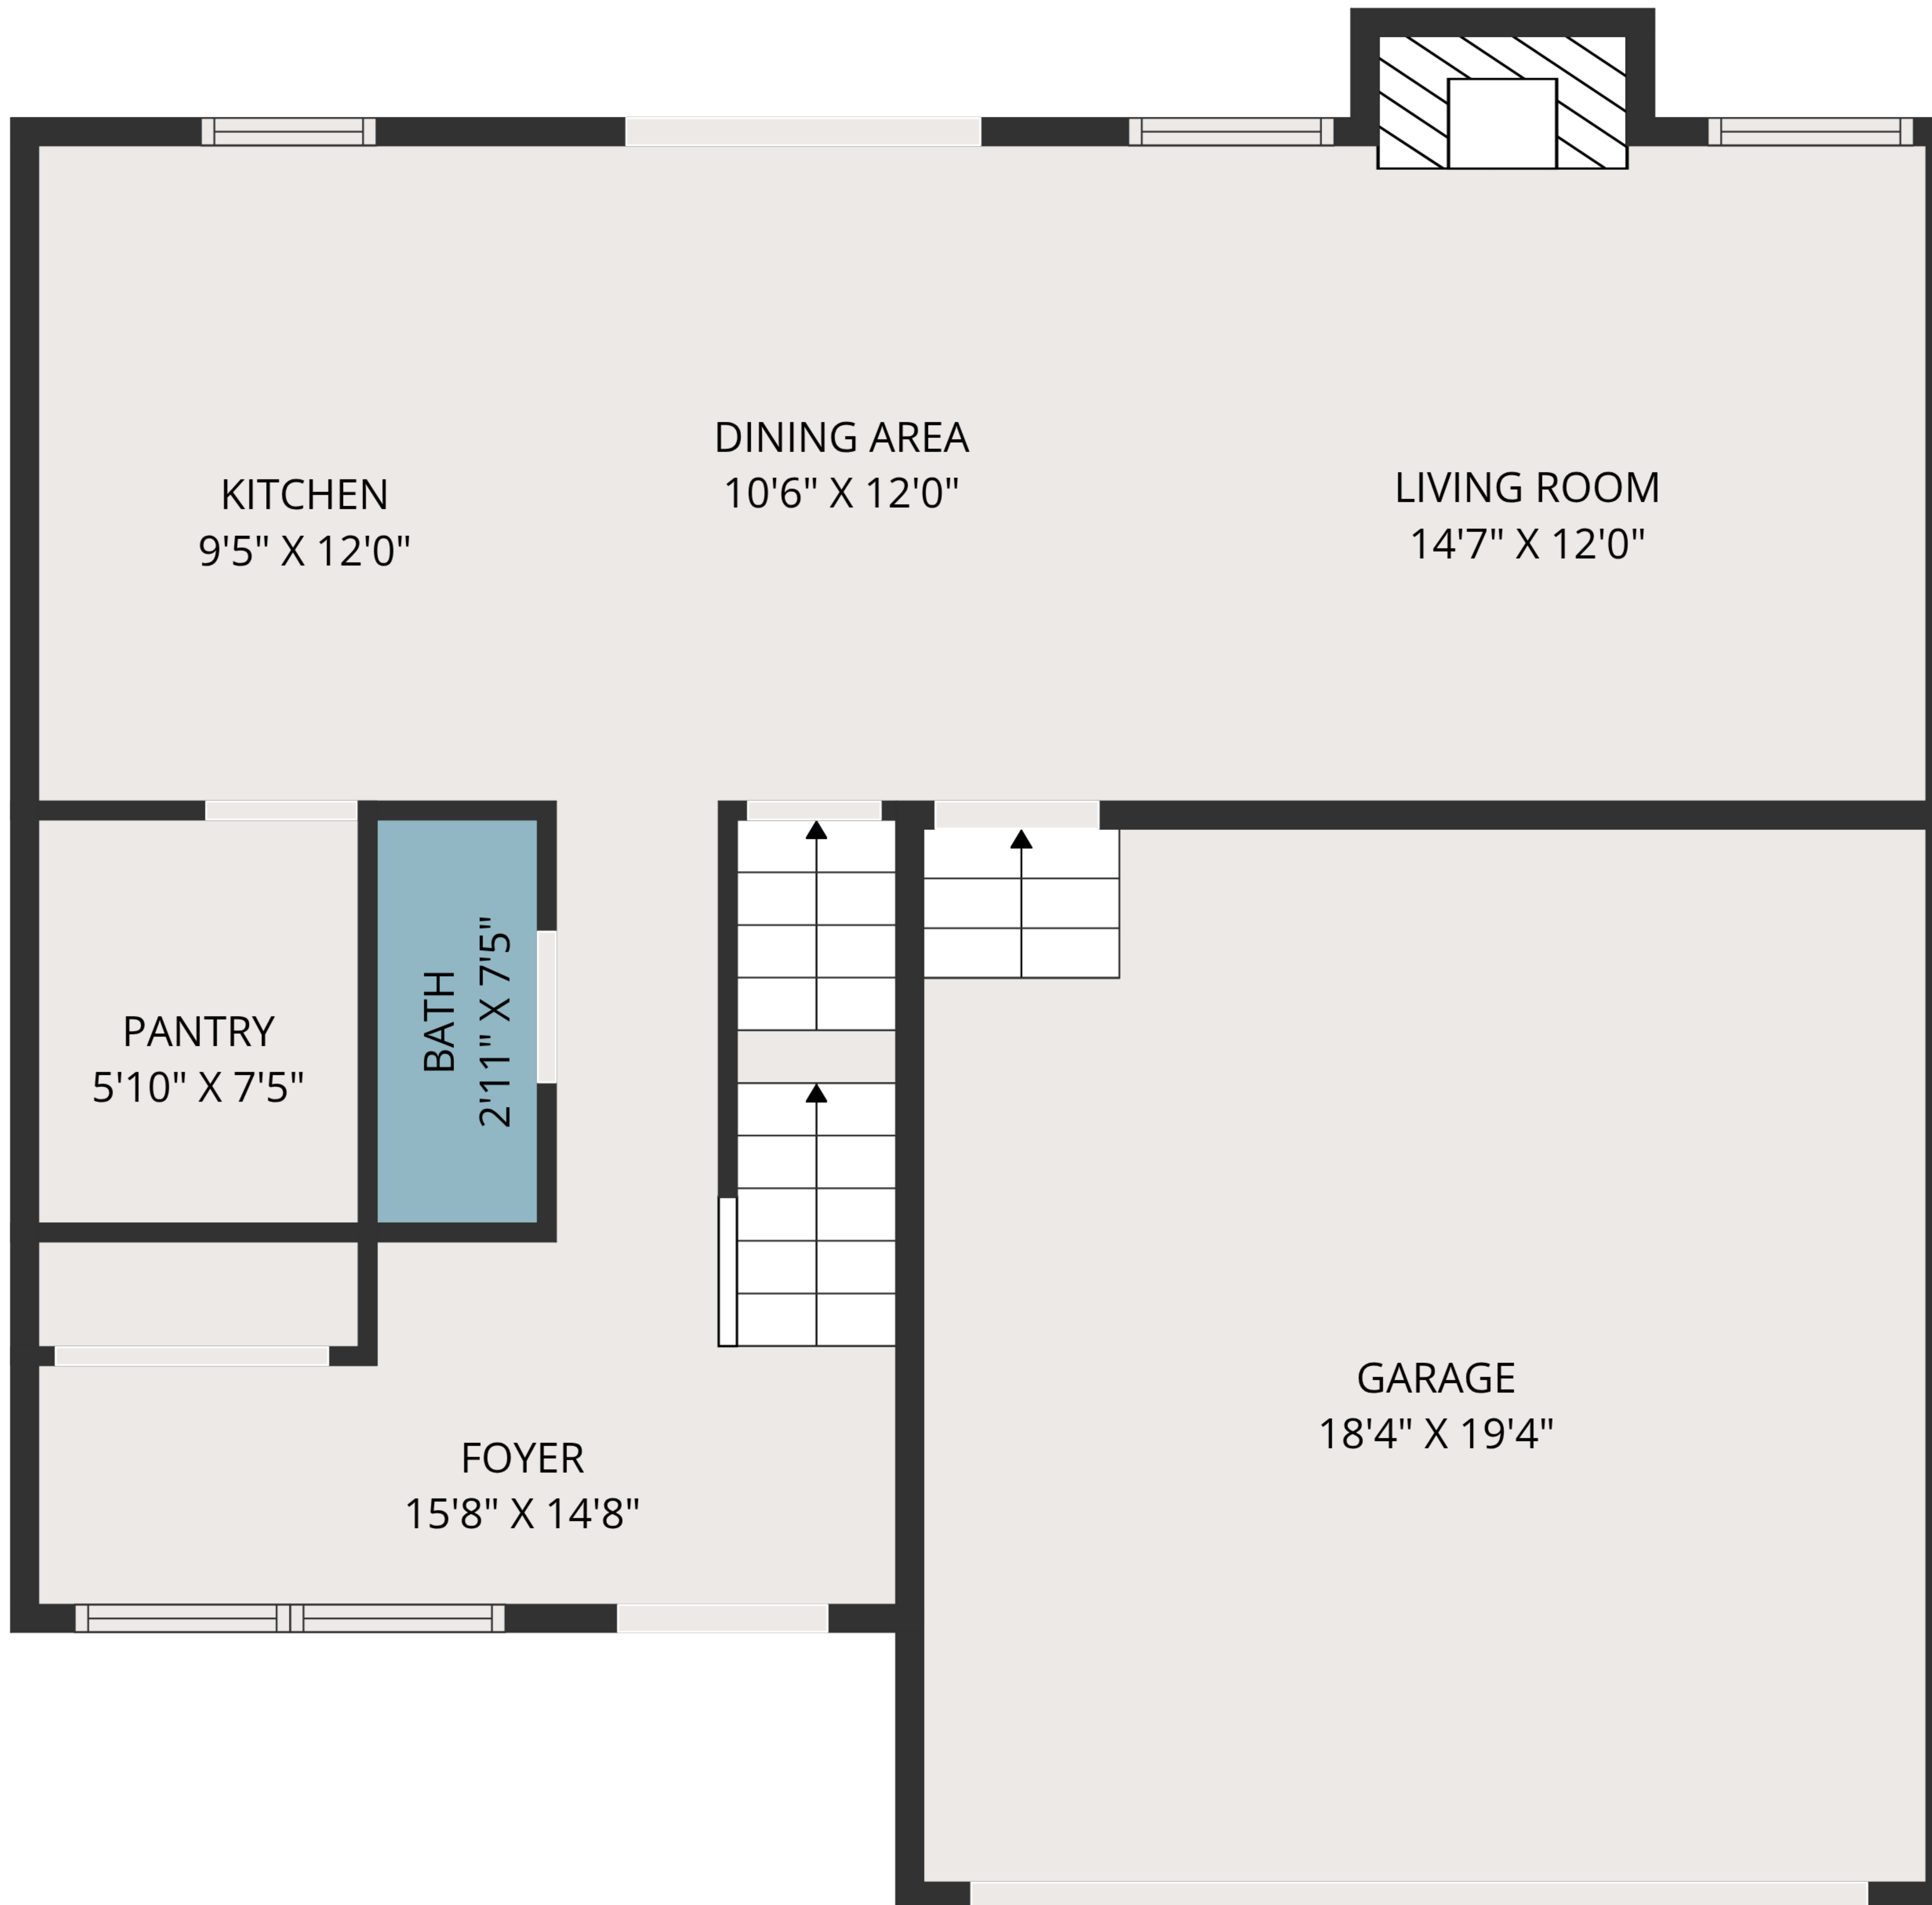 DINING AREA
10'6" X 12'0"
KITCHEN
9'5" X 12'0"
LIVING ROOM
14'7" X 12'0"
PANTRY
5'10" X 7'5"
BATH
2'11" X 7'5"
GARAGE
18'4" X 19'4"
FOYER
15'8" X 14'8"